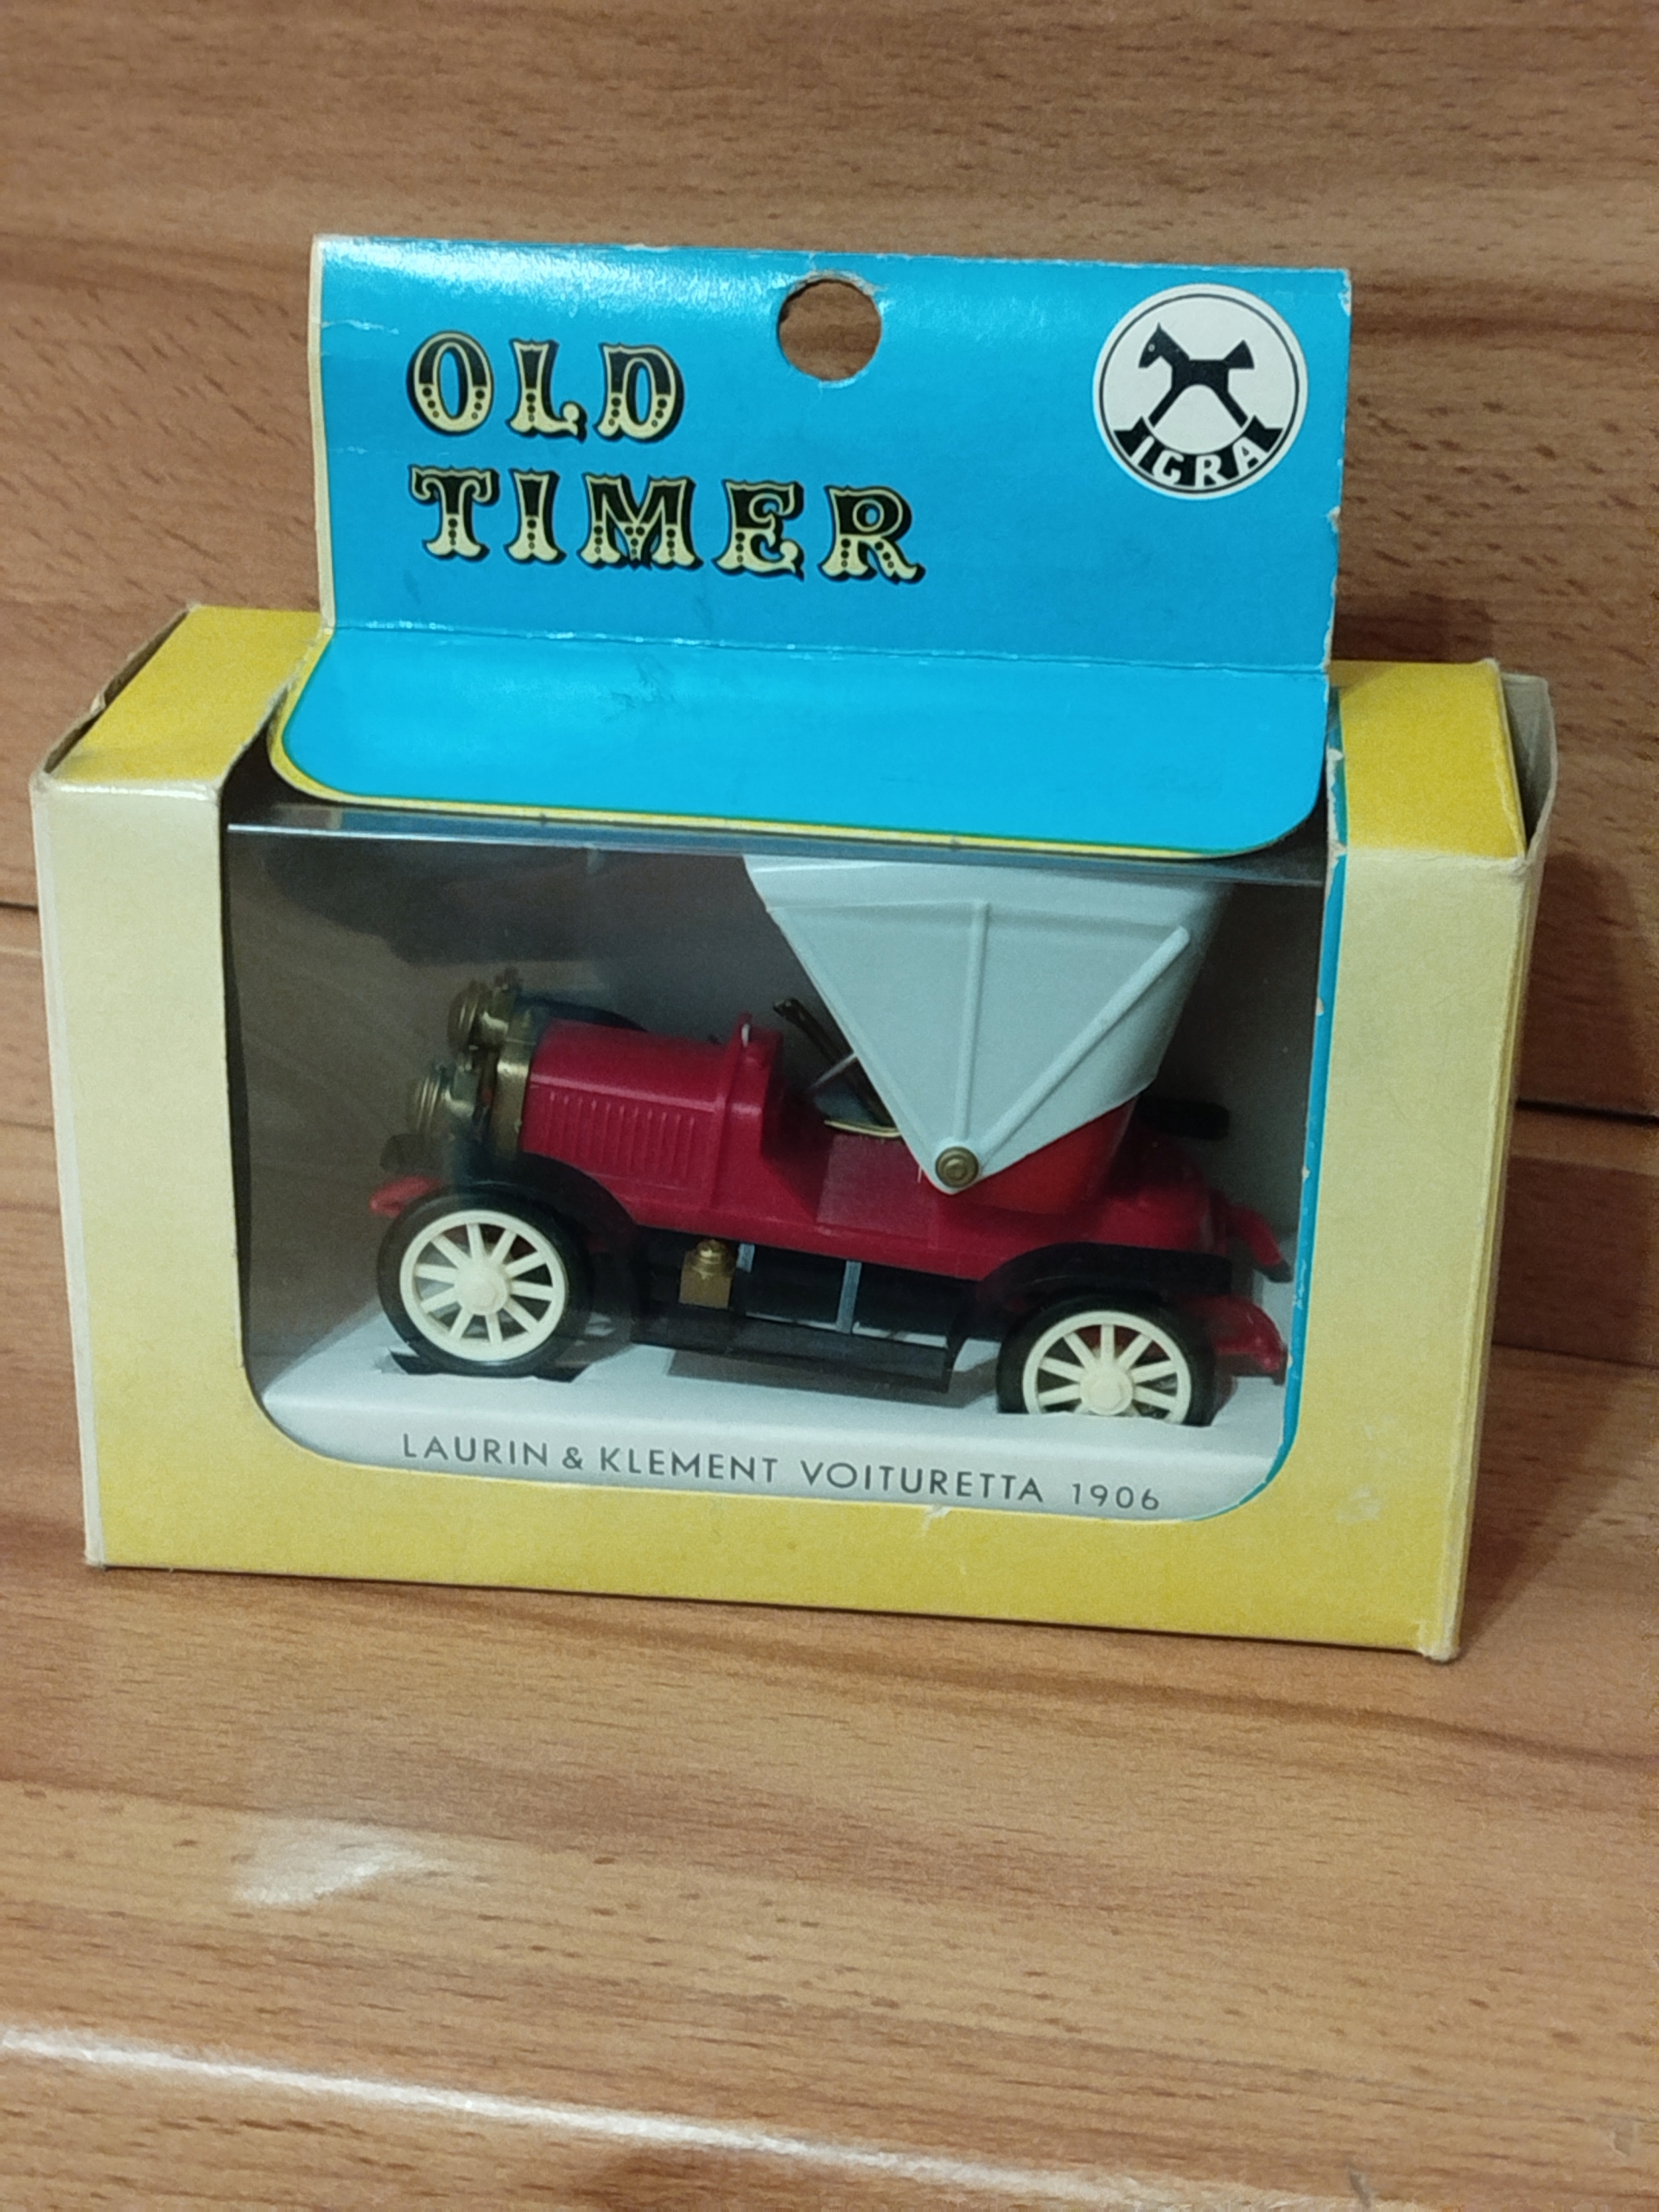 OLD
TIMER
IGRA
LAURIN & KLEMENT VOITURETTA 1906